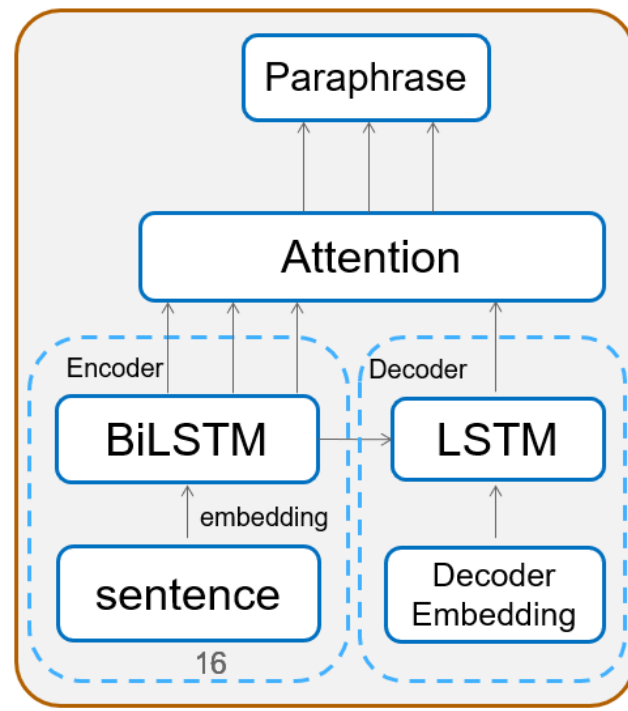 Paraphrase
Attention
Encoder
Decoder
BiLSTM
LSTM
embedding
sentence
Decoder
Embedding
16